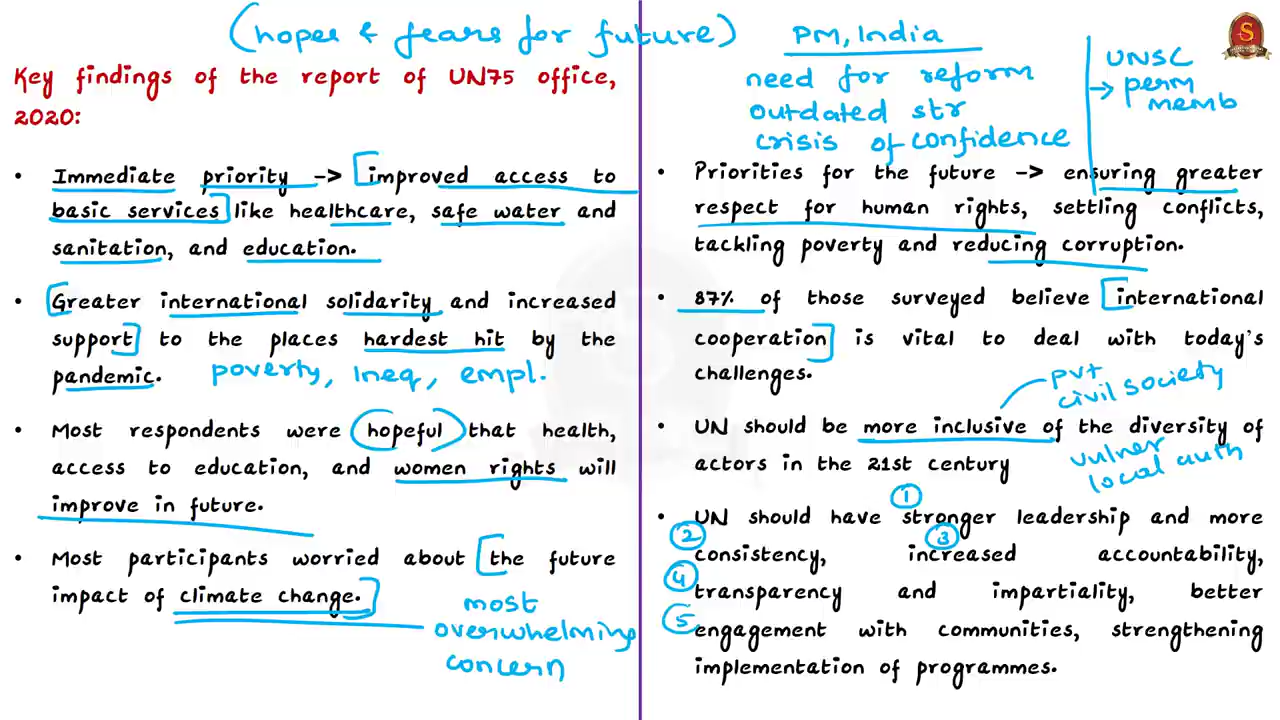 (hopes & fears for future)
Key findings of the report of UN75 office,
2020:
• Immediate priority -> [improved access to
basic services] like healthcare, safe water and
sanitation, and education.
• [Greater international solidarity and increased
support] to the places hardest hit by the
pandemic. poverty, Ineq, empl.
• Most respondents were (hopeful) that health,
access to education, and women rights will
improve in future.
• Most participants worried about [the future
impact of climate change.]
most
overwhelming
concern
PM, India
need for reform
outdated str
crisis of confidence
UNSC
→ perm
memb
• Priorities for the future -> ensuring greater
respect for human rights, settling conflicts,
tackling poverty and reducing corruption.
• 87% of those surveyed believe [international
cooperation] is vital to deal with today's
challenges.
pvt
civil society
• UN should be more inclusive of the diversity of
actors in the 21st century
vulner
local auth
① 
• UN should have stronger leadership and more
② consistency, ③ increased accountability,
④ transparency and impartiality, better
⑤ engagement with communities, strengthening
implementation of programmes.
S